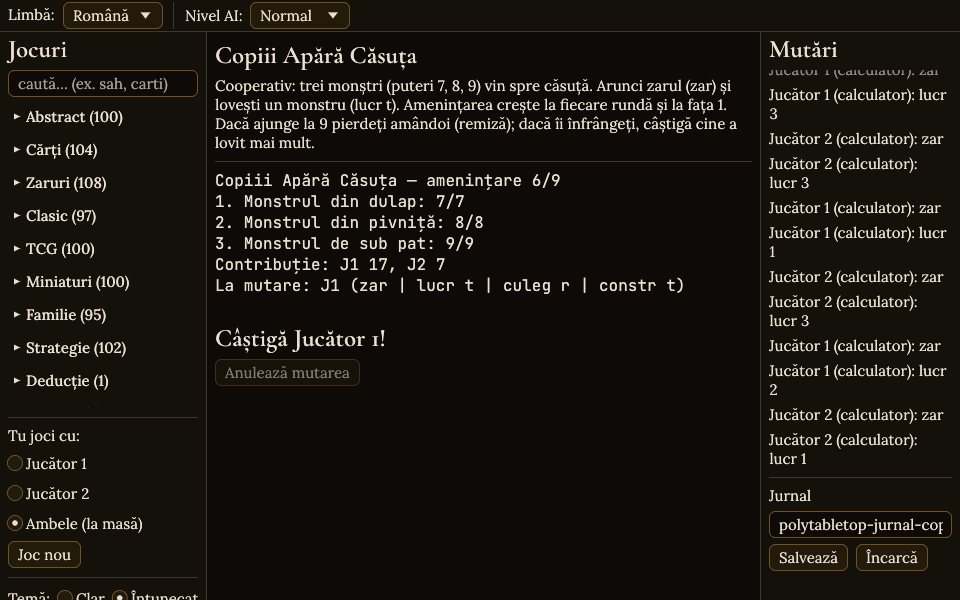 Limbă:
Română
Nivel AI:
Normal
Jocuri
caută... (ex. sah, carti)
Abstract (100)
Cărți (104)
Zaruri (108)
Clasic (97)
TCG (100)
Miniaturi (100)
Familie (95)
Strategie (102)
Deducție (1)
Tu joci cu:
Jucător 1
Jucător 2
Ambele (la masă)
Joc nou
Temă:
Clar
Întunecat
Copiii Apără Căsuța
Cooperativ: trei monștri (puteri 7, 8, 9) vin spre căsuță. Arunci zarul (zar) și
lovești un monstru (lucr t). Amenințarea crește la fiecare rundă și la fața 1.
Dacă ajunge la 9 pierdeți amândoi (remiză); dacă îi înfrângeți, câștigă cine a
lovit mai mult.
Copiii Apără Căsuța — amenințare 6/9
1. Monstrul din dulap: 7/7
2. Monstrul din pivniță: 8/8
3. Monstrul de sub pat: 9/9
Contribuție: J1 17, J2 7
La mutare: J1 (zar | lucr t | culeg r | constr t)
Câștigă Jucător 1!
Anulează mutarea
Mutări
Jucător 1 (calculator): zar
Jucător 1 (calculator): lucr
3
Jucător 2 (calculator): zar
Jucător 2 (calculator):
lucr 3
Jucător 1 (calculator): zar
Jucător 1 (calculator): lucr
1
Jucător 2 (calculator): zar
Jucător 2 (calculator):
lucr 3
Jucător 1 (calculator): zar
Jucător 1 (calculator): lucr
2
Jucător 2 (calculator): zar
Jucător 2 (calculator):
lucr 1
Jurnal
polytabletop-jurnal-cop
Salvează
Încarcă